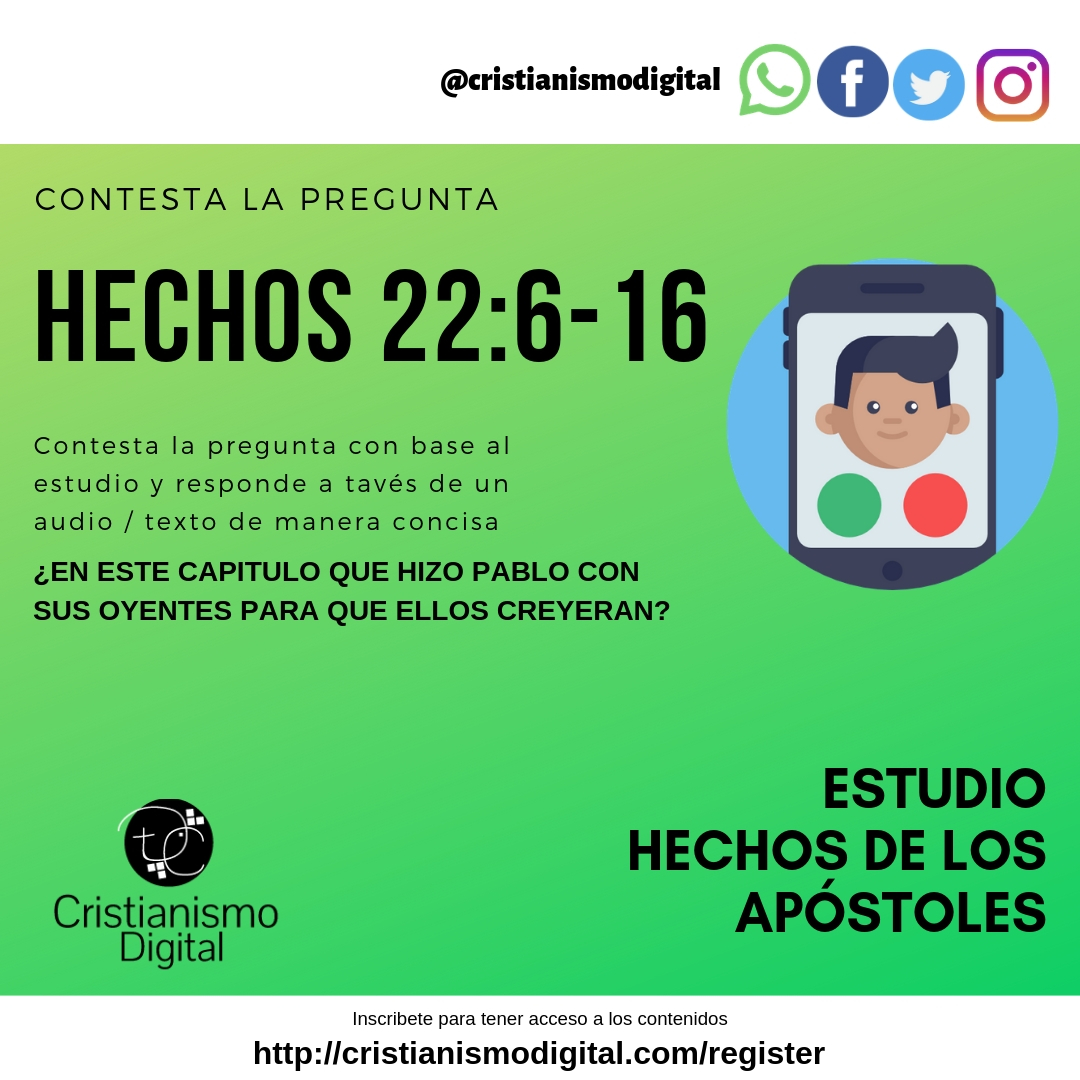 @cristianismodigital
CONTESTA LA PREGUNTA
HECHOS 22:6-16
Contesta la pregunta con base al
estudio y responde a tavés de un
audio / texto de manera concisa
¿EN ESTE CAPITULO QUE HIZO PABLO CON
SUS OYENTES PARA QUE ELLOS CREYERAN?
ESTUDIO
HECHOS DE LOS
APÓSTOLES
Cristianismo
Digital
Inscribete para tener acceso a los contenidos
http://cristianismodigital.com/register